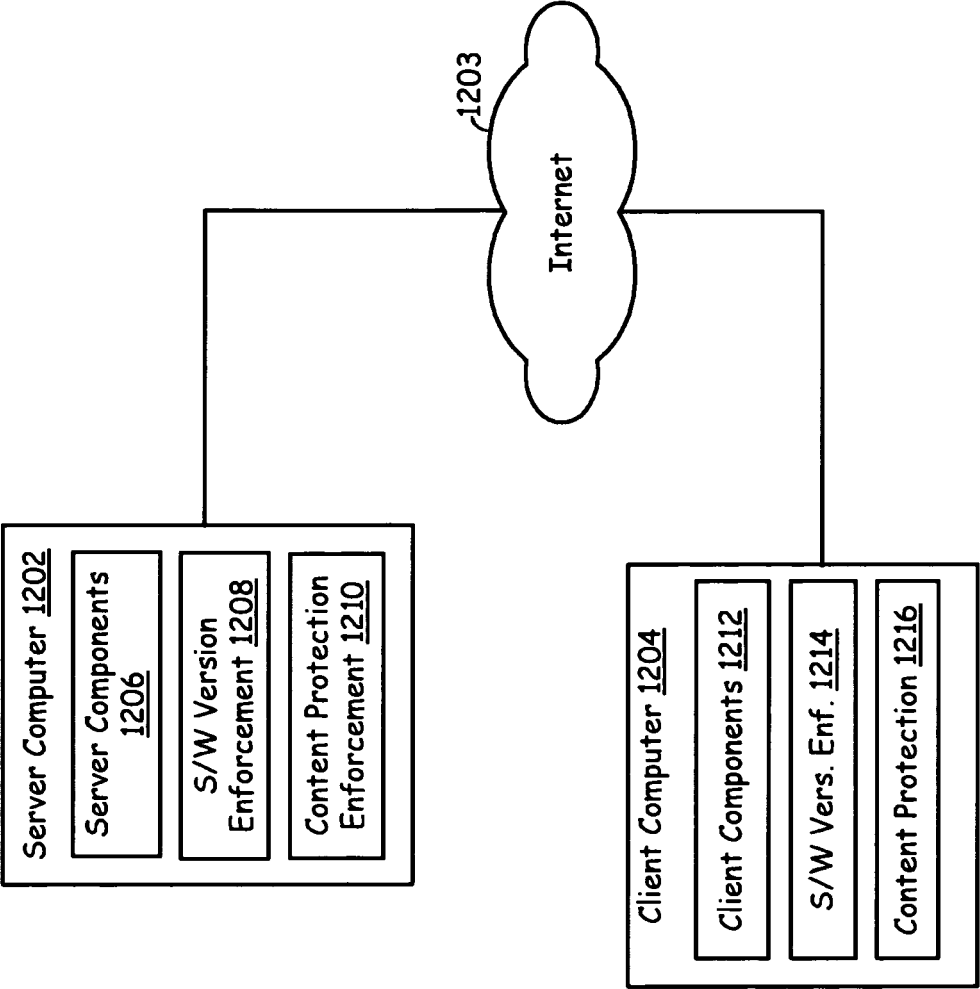 Server Computer 1202
Server Components
1206
S/W Version
Enforcement 1208
Content Protection
Enforcement 1210
1203
Internet
Client Computer 1204
Client Components 1212
S/W Vers. Enf. 1214
Content Protection 1216